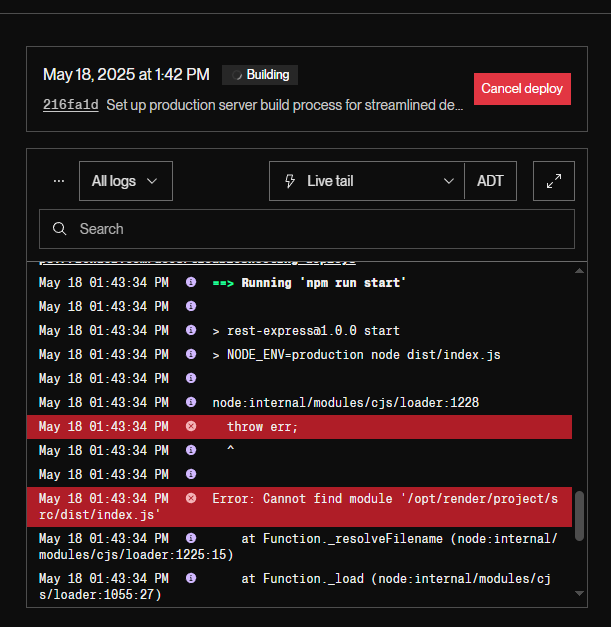 May 18, 2025 at 1:42 PM Building
Cancel deploy
216fa1d Set up production server build process for streamlined de...
... All logs Live tail ADT
Search
May 18 01:43:34 PM ==> Running 'npm run start'
May 18 01:43:34 PM
May 18 01:43:34 PM > rest-express@1.0.0 start
May 18 01:43:34 PM > NODE_ENV=production node dist/index.js
May 18 01:43:34 PM
May 18 01:43:34 PM node:internal/modules/cjs/loader:1228
May 18 01:43:34 PM throw err;
May 18 01:43:34 PM ^
May 18 01:43:34 PM
May 18 01:43:34 PM Error: Cannot find module '/opt/render/project/s
rc/dist/index.js'
May 18 01:43:34 PM at Function._resolveFilename (node:internal/
modules/cjs/loader:1225:15)
May 18 01:43:34 PM at Function._load (node:internal/modules/cj
s/loader:1055:27)